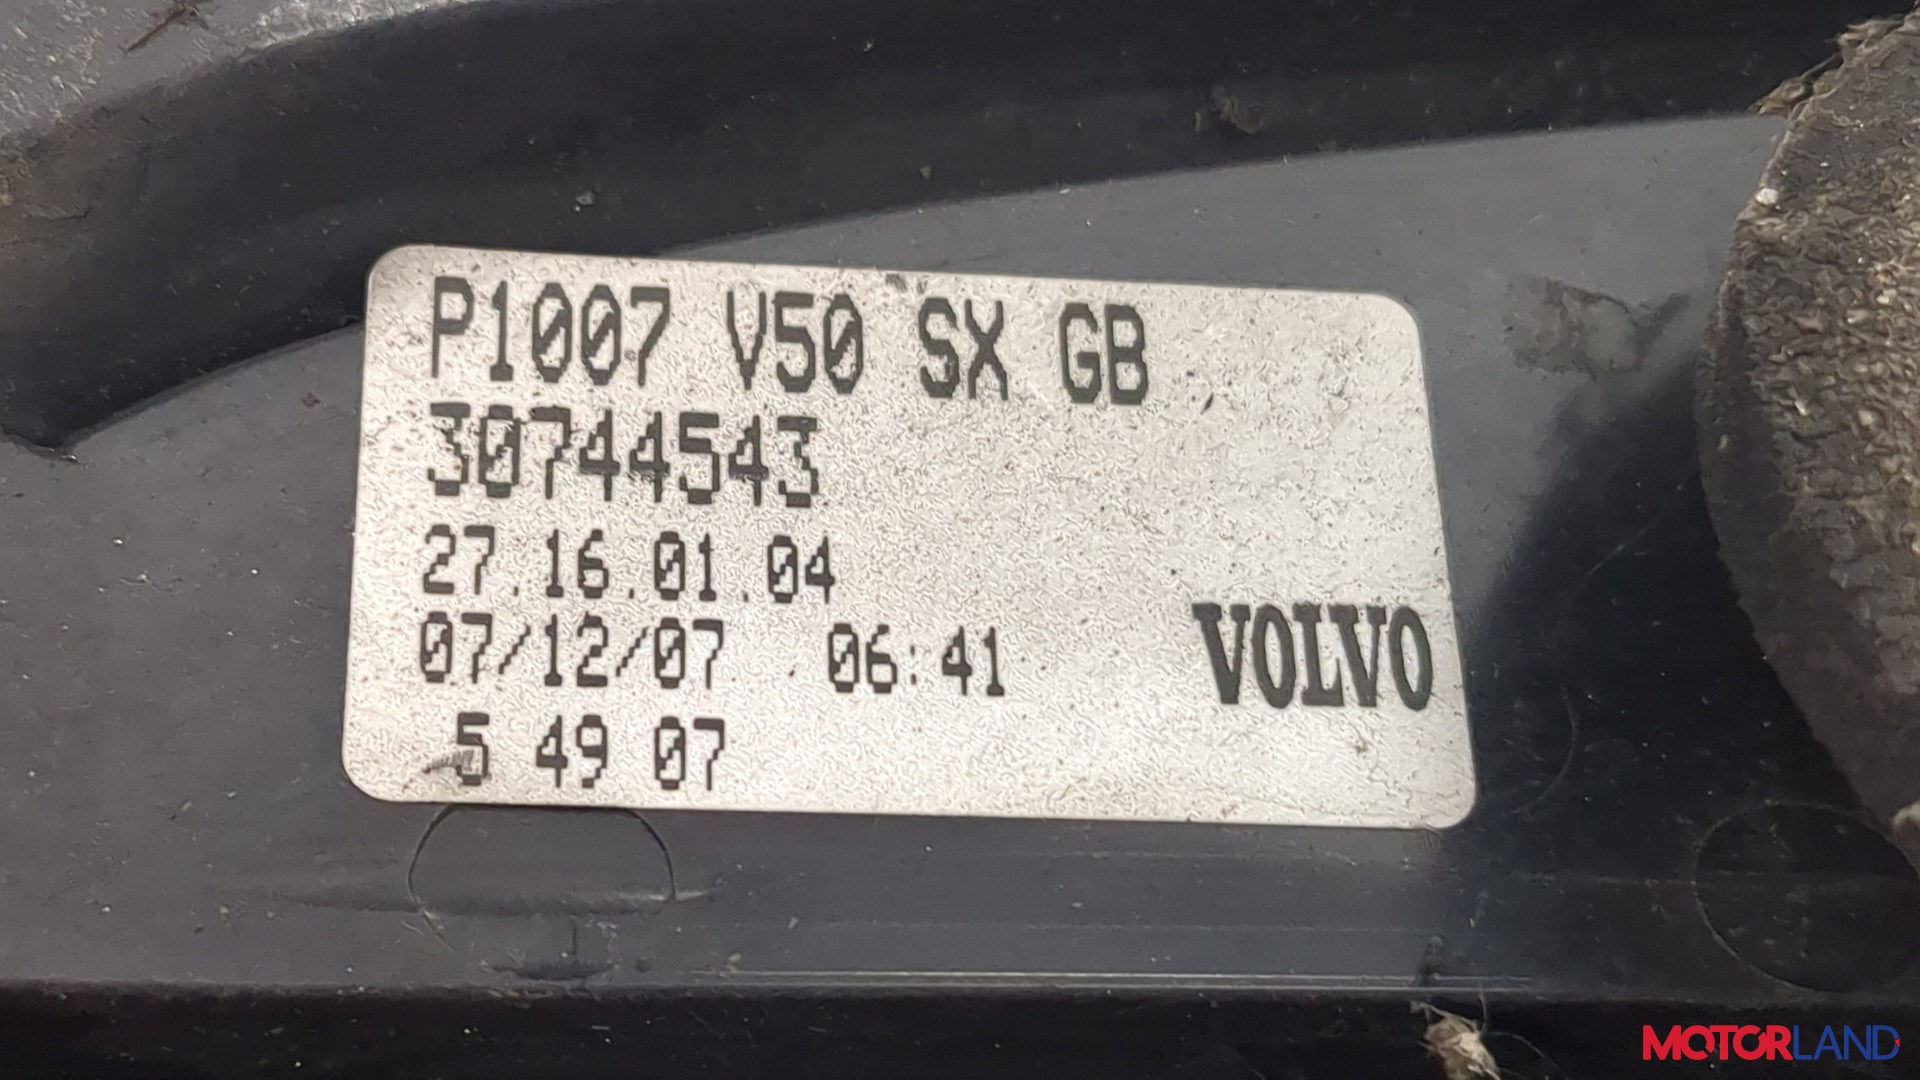 P1007 V50 SX GB
30744543
27.16.01.04
07/12/07 06:41
5 49 07
VOLVO
MOTORLAND